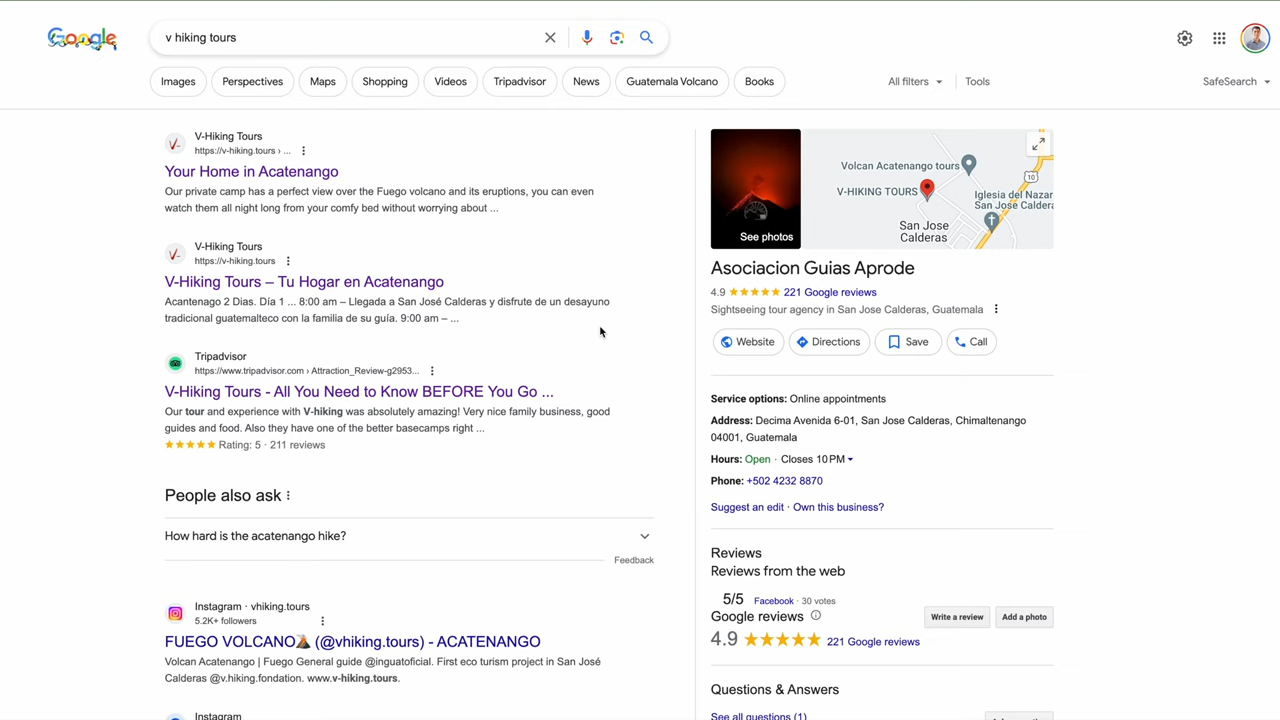 Google
v hiking tours
Images
Perspectives
Maps
Shopping
Videos
Tripadvisor
News
Guatemala Volcano
Books
All filters
Tools
SafeSearch
V-Hiking Tours
https://v-hiking.tours › ...
Your Home in Acatenango
Our private camp has a perfect view over the Fuego volcano and its eruptions, you can even
watch them all night long from your comfy bed without worrying about ...
V-Hiking Tours
https://v-hiking.tours
V-Hiking Tours – Tu Hogar en Acatenango
Acantenago 2 Dias. Día 1 ... 8:00 am – Llegada a San José Calderas y disfrute de un desayuno
tradicional guatemalteco con la familia de su guía. 9:00 am – ...
Tripadvisor
https://www.tripadvisor.com › Attraction_Review-g2953...
V-Hiking Tours - All You Need to Know BEFORE You Go ...
Our tour and experience with V-hiking was absolutely amazing! Very nice family business, good
guides and food. Also they have one of the better basecamps right ...
Rating: 5 · 211 reviews
People also ask
How hard is the acatenango hike?
Feedback
Instagram · vhiking.tours
5.2K+ followers
FUEGO VOLCANO🌋 (@vhiking.tours) - ACATENANGO
Volcan Acatenango | Fuego General guide @inguatoficial. First eco turism project in San José
Calderas @v.hiking.fondation. www.v-hiking.tours.
Instagram
See photos
Volcan Acatenango tours
V-HIKING TOURS
10
Iglesia del Nazar
San Jose Caldera
San Jose
Calderas
Asociacion Guias Aprode
4.9 221 Google reviews
Sightseeing tour agency in San Jose Calderas, Guatemala
Website
Directions
Save
Call
Service options: Online appointments
Address: Decima Avenida 6-01, San Jose Calderas, Chimaltenango
04001, Guatemala
Hours: Open · Closes 10 PM
Phone: +502 4232 8870
Suggest an edit · Own this business?
Reviews
Reviews from the web
5/5 Facebook · 30 votes
Google reviews
Write a review
Add a photo
4.9 221 Google reviews
Questions & Answers
See all questions (1)